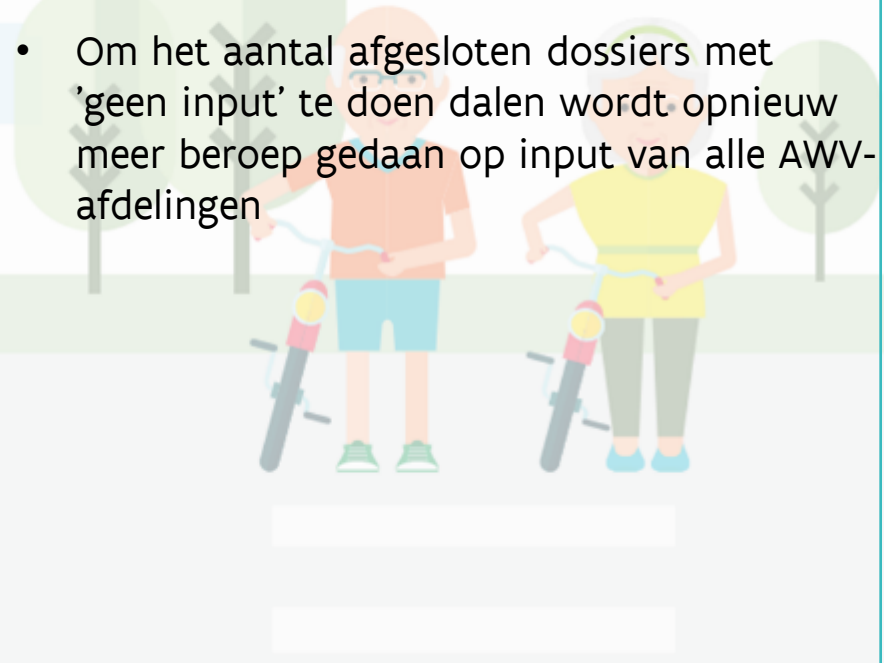 • Om het aantal afgesloten dossiers met
’geen input’ te doen dalen wordt opnieuw
meer beroep gedaan op input van alle AWV-
afdelingen